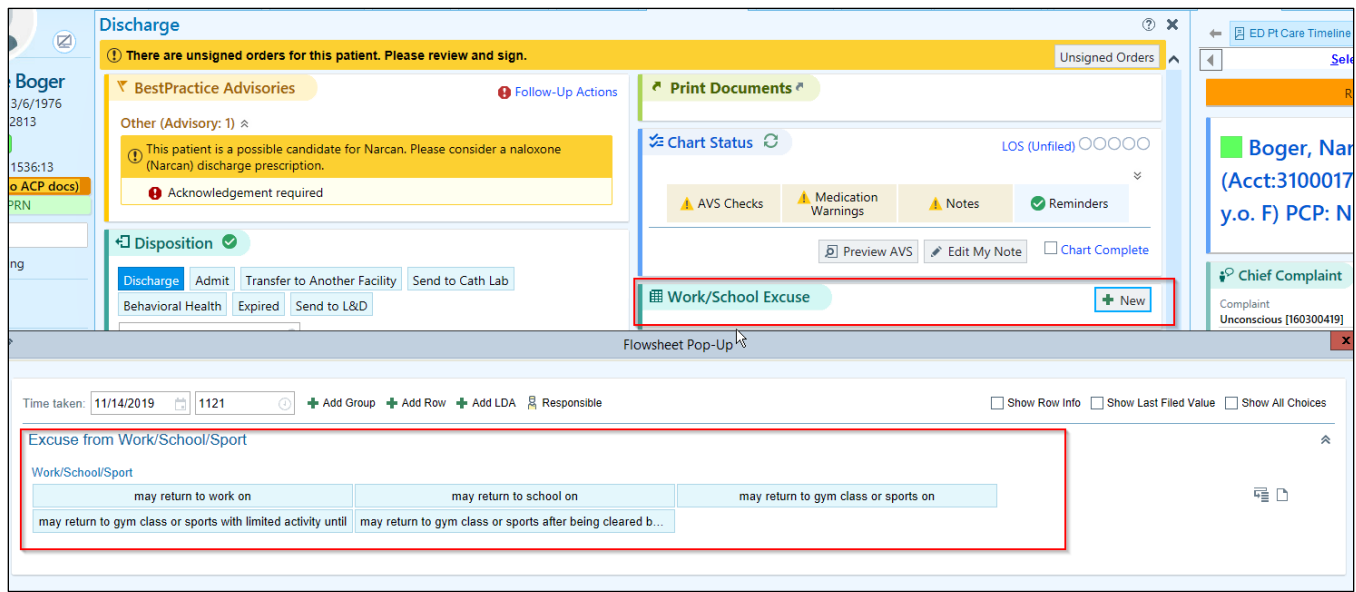 Discharge
There are unsigned orders for this patient. Please review and sign.
Unsigned Orders
ED Pt Care Timeline
Boger
3/6/1976
2813
1536:13
o ACP docs)
PRN
ng
BestPractice Advisories
Follow-Up Actions
Other (Advisory: 1)
This patient is a possible candidate for Narcan. Please consider a naloxone
(Narcan) discharge prescription.
Acknowledgement required
Disposition
Discharge Admit Transfer to Another Facility Send to Cath Lab
Behavioral Health Expired Send to L&D
Print Documents
Chart Status
LOS (Unfiled)
AVS Checks
Medication
Warnings
Notes
Reminders
Preview AVS Edit My Note Chart Complete
Work/School Excuse
New
Sele
R
Boger, Nar
(Acct:3100017
y.o. F) PCP: N
Chief Complaint
Complaint
Unconscious [160300419]
Flowsheet Pop-Up
x
Time taken: 11/14/2019 1121 Add Group Add Row Add LDA Responsible
Show Row Info Show Last Filed Value Show All Choices
Excuse from Work/School/Sport
Work/School/Sport
may return to work on may return to school on may return to gym class or sports on
may return to gym class or sports with limited activity until may return to gym class or sports after being cleared b...